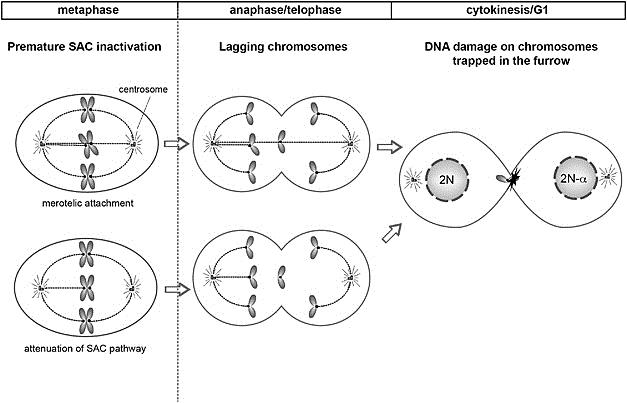 metaphase
anaphase/telophase
cytokinesis/G1
Premature SAC inactivation
Lagging chromosomes
DNA damage on chromosomes
trapped in the furrow
centrosome
merotelic attachment
2N
2N-α
attenuation of SAC pathway